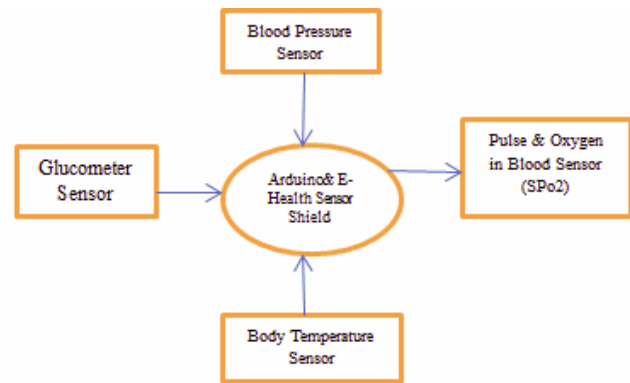 Blood Pressure
Sensor
Glucometer
Sensor
Arduino& E-
Health Sensor
Shield
Pulse & Oxygen
in Blood Sensor
(SPo2)
Body Temperature
Sensor